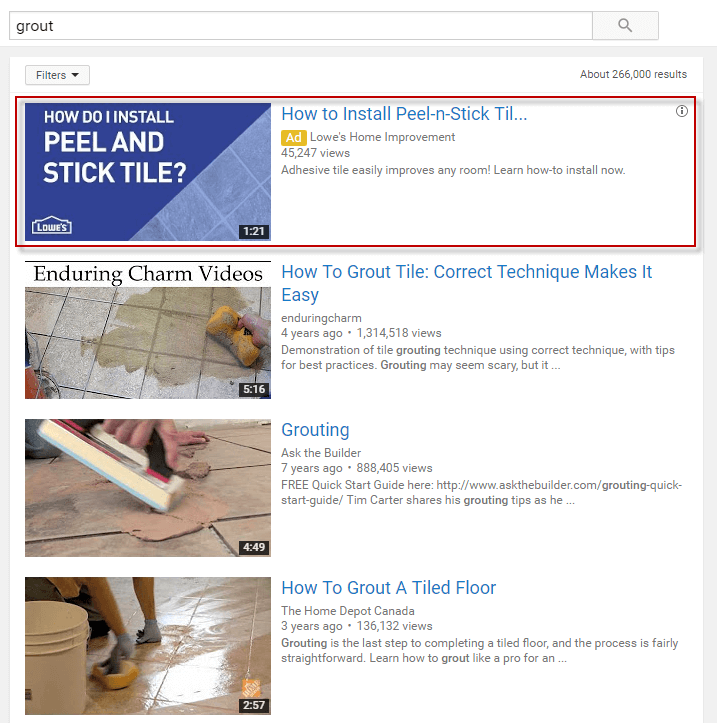 grout
Filters
About 266,000 results
HOW DO I INSTALL
PEEL AND
STICK TILE?
LOWE'S
1:21
How to Install Peel-n-Stick Til...
Ad Lowe's Home Improvement
45,247 views
Adhesive tile easily improves any room! Learn how-to install now.
Enduring Charm Videos
5:16
How To Grout Tile: Correct Technique Makes It
Easy
enduringcharm
4 years ago • 1,314,518 views
Demonstration of tile grouting technique using correct technique, with tips
for best practices. Grouting may seem scary, but it ...
4:49
Grouting
Ask the Builder
7 years ago • 888,405 views
FREE Quick Start Guide here: http://www.askthebuilder.com/grouting-quick-
start-guide/ Tim Carter shares his grouting tips as he ...
2:57
How To Grout A Tiled Floor
The Home Depot Canada
3 years ago • 136,132 views
Grouting is the last step to completing a tiled floor, and the process is fairly
straightforward. Learn how to grout like a pro for an ...